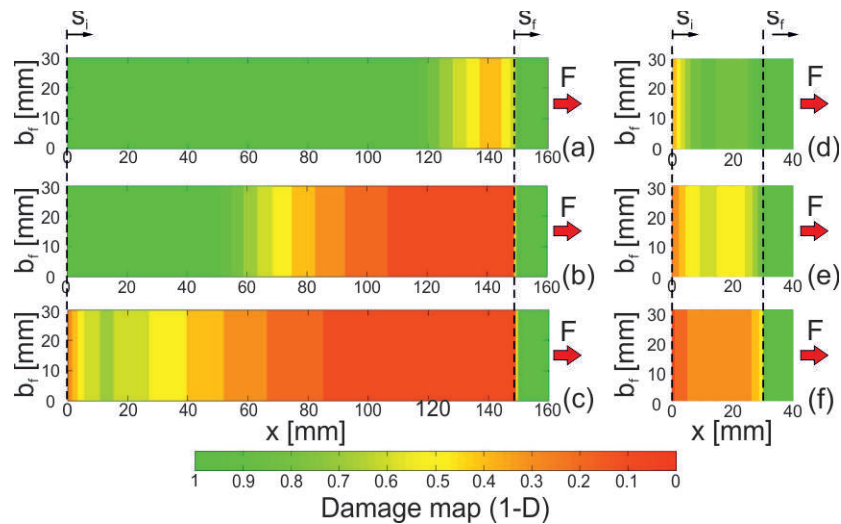 s_i s_f s_i s_f
b_f [mm] 30 20 10 0 F (a) b_f [mm] 30 20 10 0 F (d)
0 20 40 60 80 100 120 140 160 0 20 40
b_f [mm] 30 20 10 0 F (b) b_f [mm] 30 20 10 0 F (e)
0 20 40 60 80 100 120 140 160 0 20 40
b_f [mm] 30 20 10 0 F (c) b_f [mm] 30 20 10 0 F (f)
0 20 40 60 80 100 120 140 160 0 20 40
x [mm] x [mm]
1 0.9 0.8 0.7 0.6 0.5 0.4 0.3 0.2 0.1 0
Damage map (1-D)